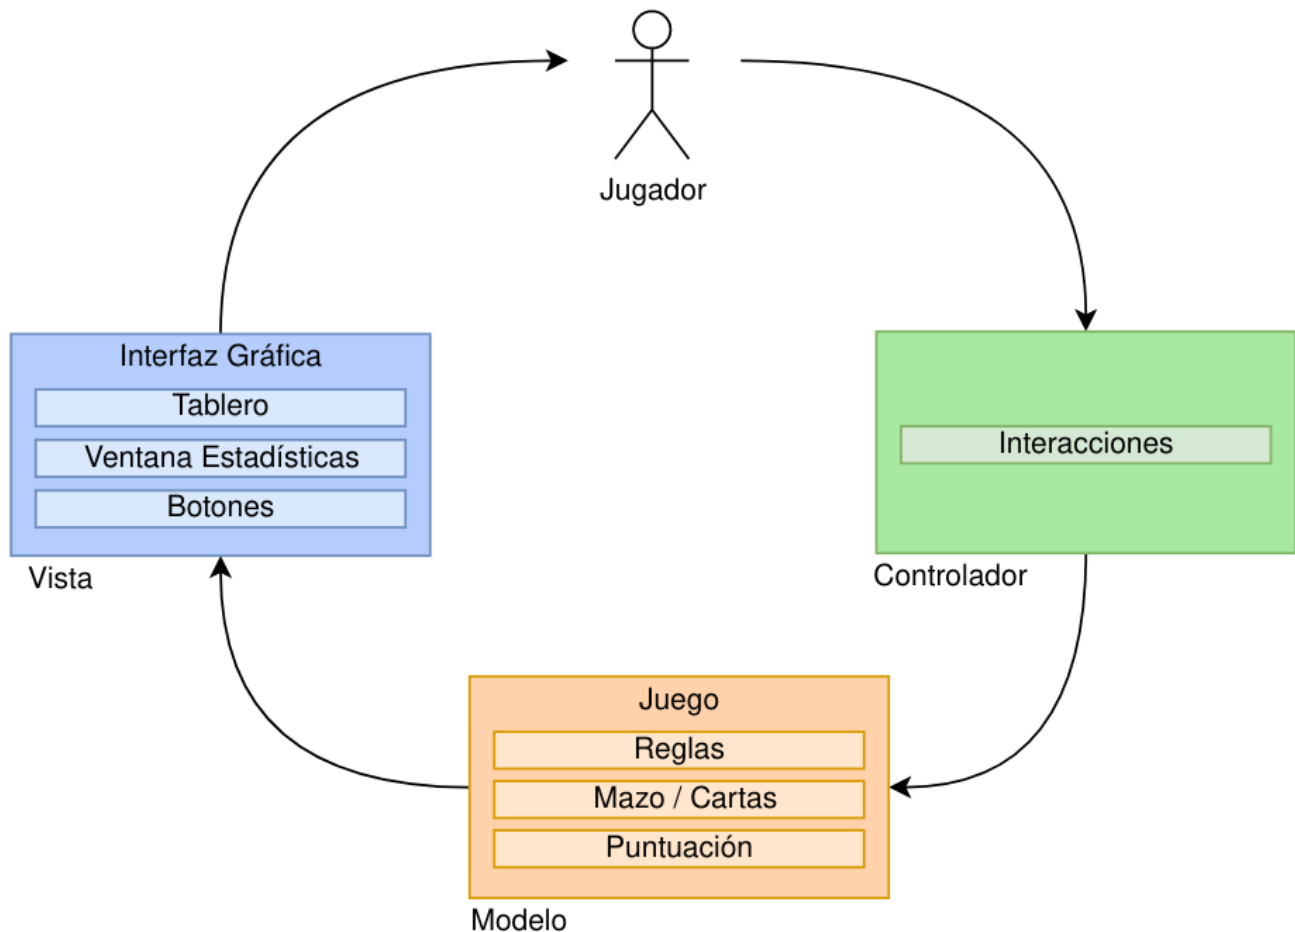 Jugador
Interfaz Gráfica
Tablero
Ventana Estadísticas
Botones
Vista
Interacciones
Controlador
Juego
Reglas
Mazo / Cartas
Puntuación
Modelo